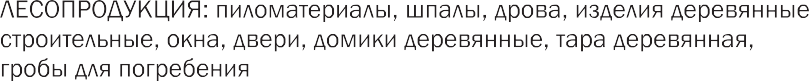 ЛЕСОПРОДУКЦИЯ: пиломатериалы, шпалы, дрова, изделия деревянные
строительные, окна, двери, домики деревянные, тара деревянная,
гробы для погребения